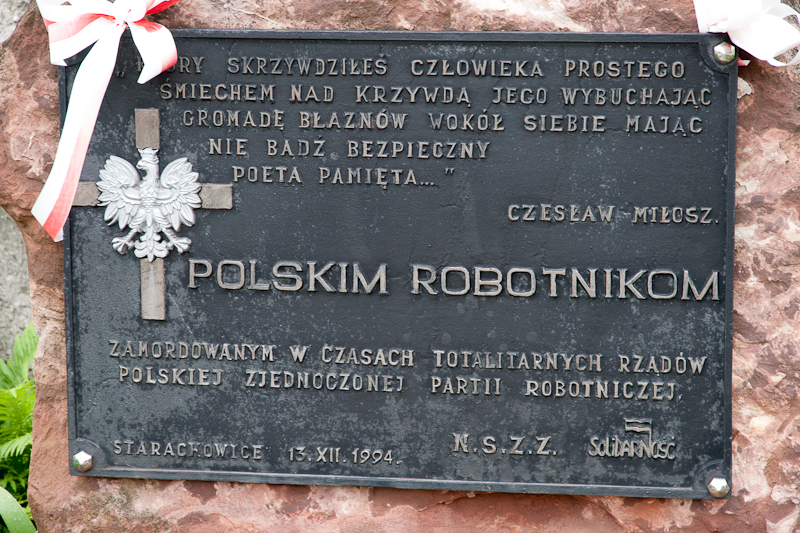 SKRZYWDZIŁEŚ CZŁOWIEKA PROSTEGO
ŚMIECHEM NAD KRZYWDĄ JEGO WYBUCHAJĄC
GROMADĘ BŁAZNÓW WOKÓŁ SIEBIE MAJĄC
NIE BĄDŹ BEZPIECZNY
POETA PAMIĘTA..."
CZESŁAW MIŁOSZ.
POLSKIM ROBOTNIKOM
ZAMORDOWANYM W CZASACH TOTALITARNYCH RZĄDÓW
POLSKIEJ ZJEDNOCZONEJ PARTII ROBOTNICZEJ.
STARACHOWICE 13.XII.1994.
N.S.Z.Z. SOLIDARNOŚĆ